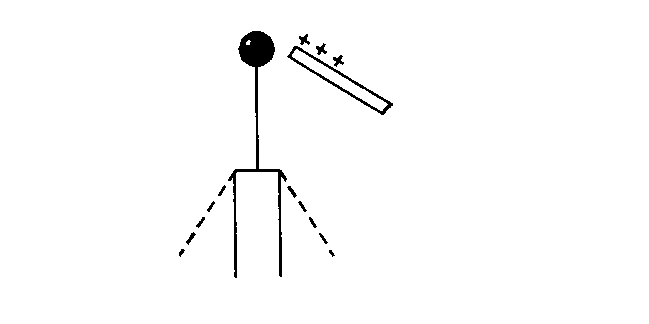 + + +